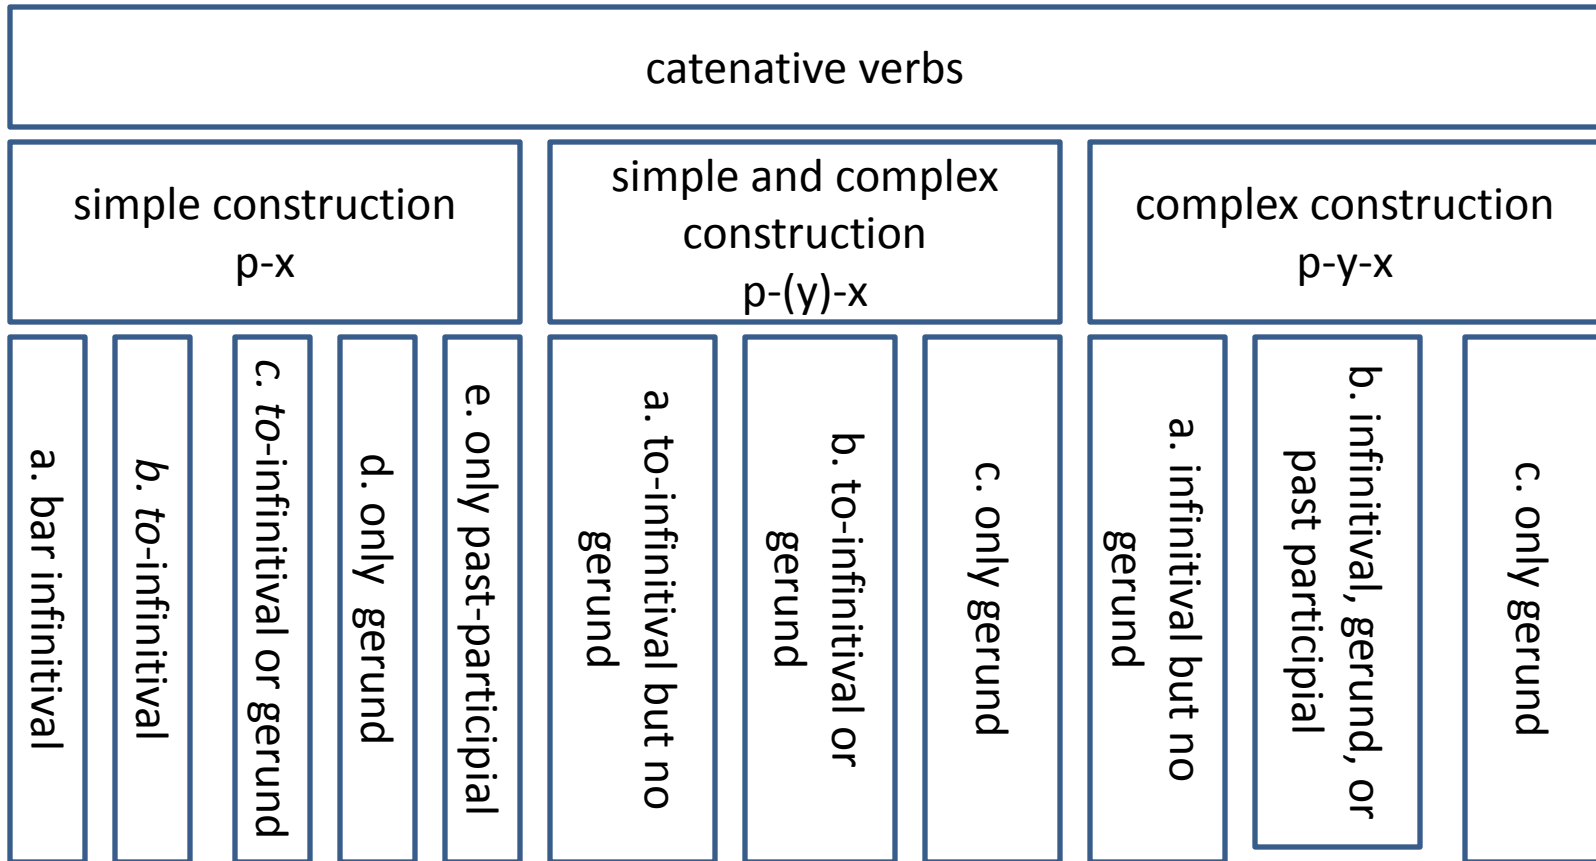 catenative verbs
simple construction
p-x
simple and complex
construction
p-(y)-x
complex construction
p-y-x
a. bar infinitival
b. to-infinitival
c. to-infinitival or gerund
d. only gerund
e. only past-participial
a. to-infinitival but no
gerund
b. to-infinitival or
gerund
c. only gerund
a. infinitival but no
gerund
b. infinitival, gerund, or
past participial
c. only gerund